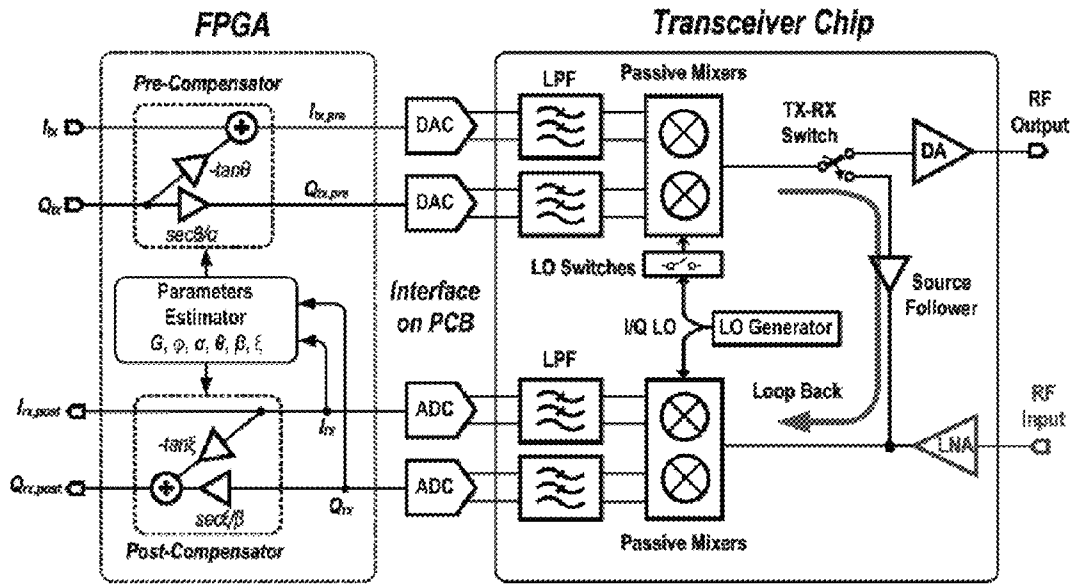 FPGA
Transceiver Chip
Pre-Compensator
LPF
Passive Mixers
I_tx
I_tx,pre
DAC
TX-RX
Switch
RF
Output
DA
-tanθ
Q_tx
Q_tx,pre
DAC
secθ/α
LO Switches
Parameters
Estimator
G, φ, α, θ, β, ξ
Interface
on PCB
Source
Follower
I/Q LO
LO Generator
LPF
Loop Back
I_rx,post
I_rx
ADC
RF
Input
-tanξ
LNA
Q_rx,post
Q_rx
ADC
secξ/β
Post-Compensator
Passive Mixers